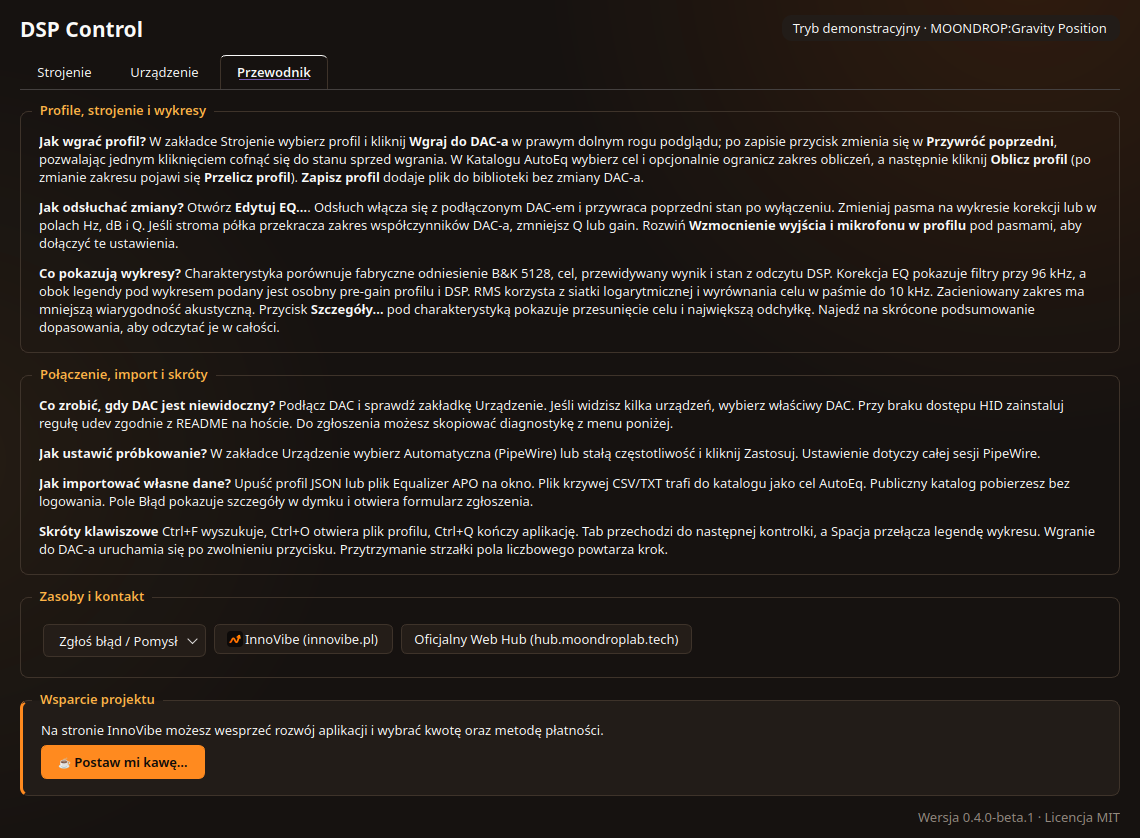 DSP Control
Tryb demonstracyjny · MOONDROP:Gravity Position
Strojenie
Urządzenie
Przewodnik
Profile, strojenie i wykresy
Jak wgrać profil? W zakładce Strojenie wybierz profil i kliknij Wgraj do DAC-a w prawym dolnym rogu podglądu; po zapisie przycisk zmienia się w Przywróć poprzedni,
pozwalając jednym kliknięciem cofnąć się do stanu sprzed wgrania. W Katalogu AutoEq wybierz cel i opcjonalnie ogranicz zakres obliczeń, a następnie kliknij Oblicz profil (po
zmianie zakresu pojawi się Przelicz profil). Zapisz profil dodaje plik do biblioteki bez zmiany DAC-a.
Jak odsłuchać zmiany? Otwórz Edytuj EQ.... Odsłuch włącza się z podłączonym DAC-em i przywraca poprzedni stan po wyłączeniu. Zmieniaj pasma na wykresie korekcji lub w
polach Hz, dB i Q. Jeśli stroma półka przekracza zakres współczynników DAC-a, zmniejsz Q lub gain. Rozwiń Wzmocnienie wyjścia i mikrofonu w profilu pod pasmami, aby
dołączyć te ustawienia.
Co pokazują wykresy? Charakterystyka porównuje fabryczne odniesienie B&K 5128, cel, przewidywany wynik i stan z odczytu DSP. Korekcja EQ pokazuje filtry przy 96 kHz, a
obok legendy pod wykresem podany jest osobny pre-gain profilu i DSP. RMS korzysta z siatki logarytmicznej i wyrównania celu w paśmie do 10 kHz. Zacieniowany zakres ma
mniejszą wiarygodność akustyczną. Przycisk Szczegóły... pod charakterystyką pokazuje przesunięcie celu i największą odchyłkę. Najedź na skrócone podsumowanie
dopasowania, aby odczytać je w całości.
Połączenie, import i skróty
Co zrobić, gdy DAC jest niewidoczny? Podłącz DAC i sprawdź zakładkę Urządzenie. Jeśli widzisz kilka urządzeń, wybierz właściwy DAC. Przy braku dostępu HID zainstaluj
regułę udev zgodnie z README na hoście. Do zgłoszenia możesz skopiować diagnostykę z menu poniżej.
Jak ustawić próbkowanie? W zakładce Urządzenie wybierz Automatyczna (PipeWire) lub stałą częstotliwość i kliknij Zastosuj. Ustawienie dotyczy całej sesji PipeWire.
Jak importować własne dane? Upuść profil JSON lub plik Equalizer APO na okno. Plik krzywej CSV/TXT trafi do katalogu jako cel AutoEq. Publiczny katalog pobierzesz bez
logowania. Pole Błąd pokazuje szczegóły w dymku i otwiera formularz zgłoszenia.
Skróty klawiszowe Ctrl+F wyszukuje, Ctrl+O otwiera plik profilu, Ctrl+Q kończy aplikację. Tab przechodzi do następnej kontrolki, a Spacja przełącza legendę wykresu. Wgranie
do DAC-a uruchamia się po zwolnieniu przycisku. Przytrzymanie strzałki pola liczbowego powtarza krok.
Zasoby i kontakt
Zgłoś błąd / Pomysł
InnoVibe (innovibe.pl)
Oficjalny Web Hub (hub.moondroplab.tech)
Wsparcie projektu
Na stronie InnoVibe możesz wesprzeć rozwój aplikacji i wybrać kwotę oraz metodę płatności.
☕ Postaw mi kawę...
Wersja 0.4.0-beta.1 · Licencja MIT